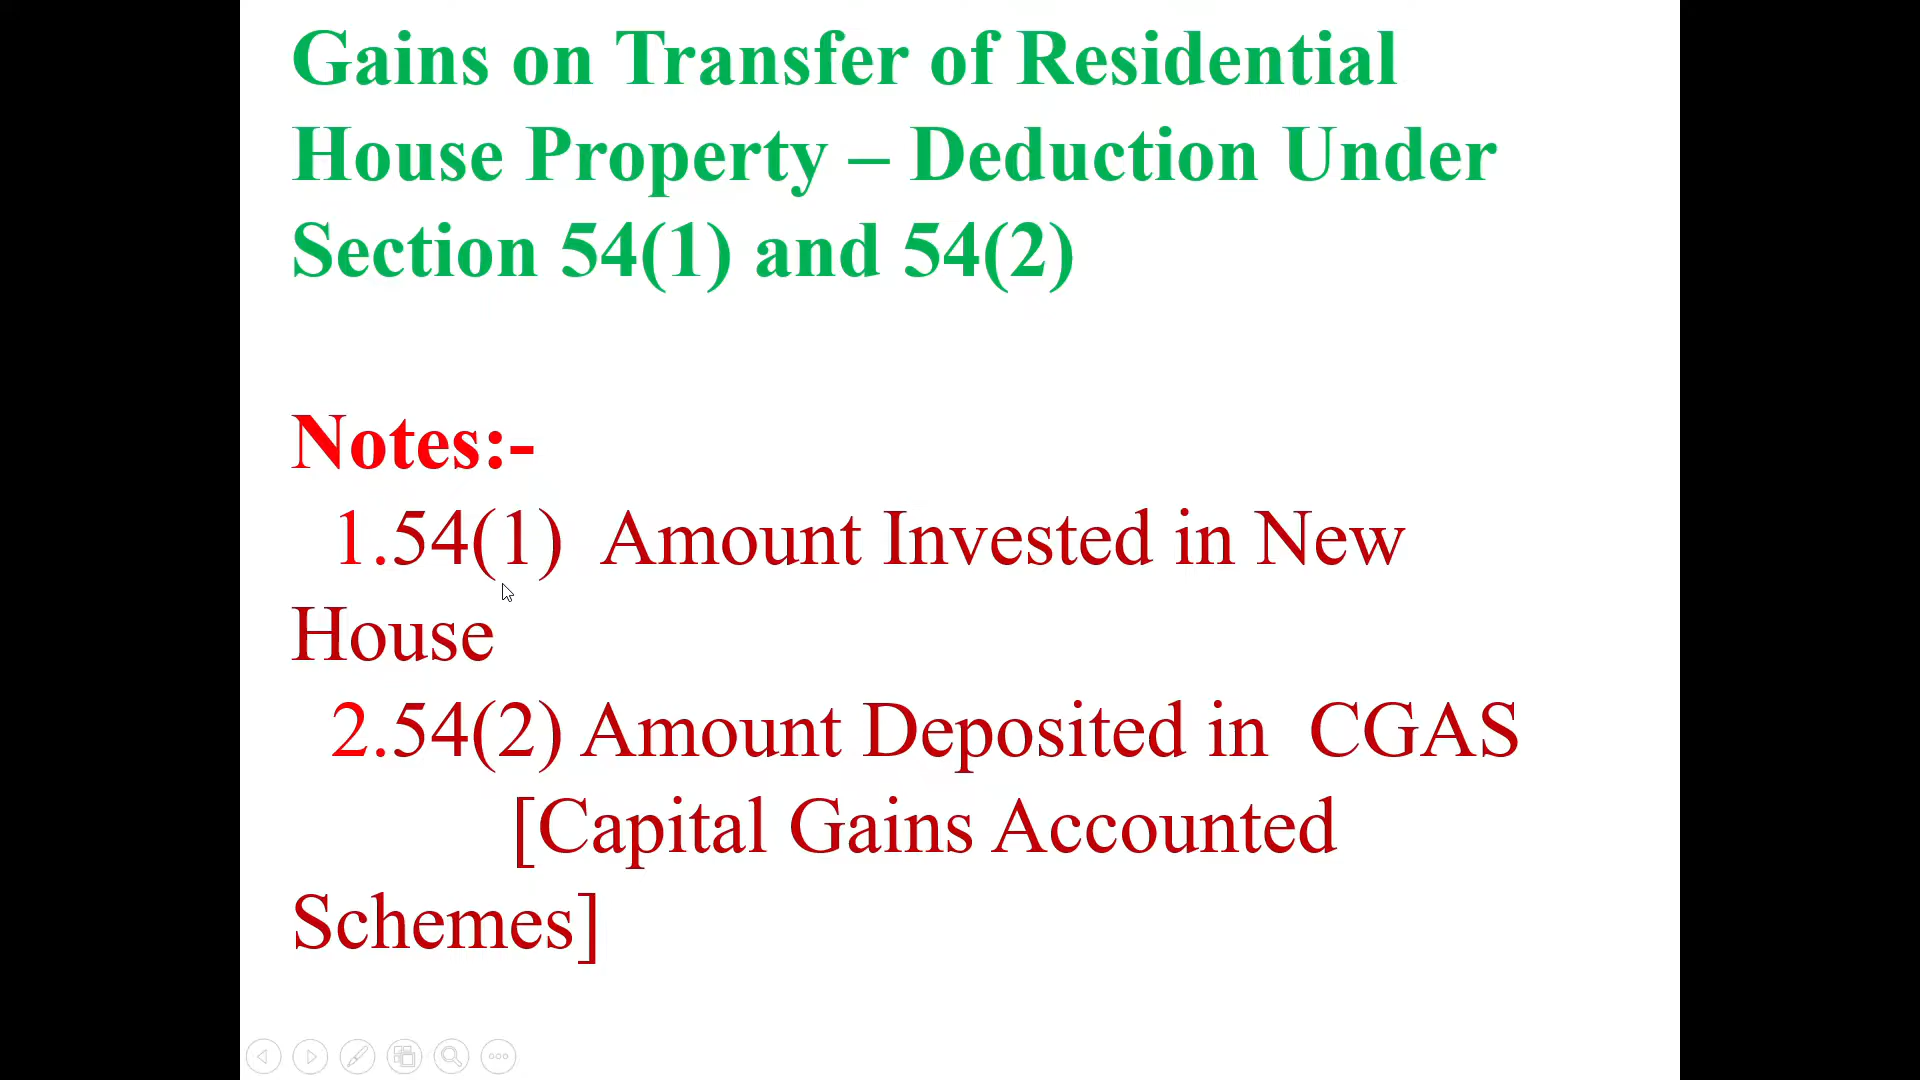 Gains on Transfer of Residential
House Property – Deduction Under
Section 54(1) and 54(2)
Notes:-
1.54(1) Amount Invested in New
House
2.54(2) Amount Deposited in CGAS
[Capital Gains Accounted
Schemes]